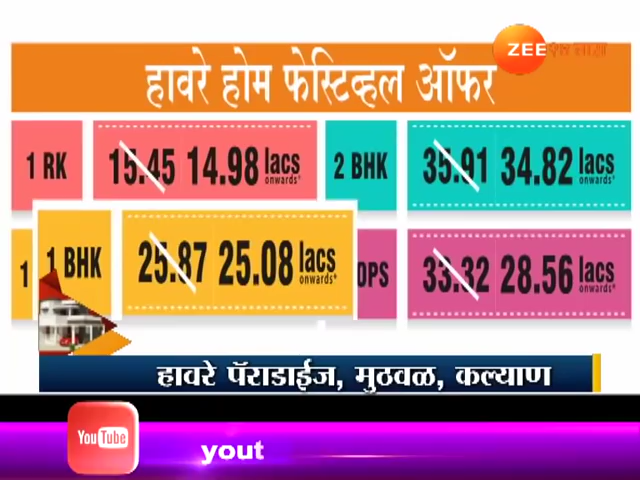 ZEE २४ तास
हावरे होम फेस्टिव्हल ऑफर
1 RK 15.45 14.98 lacs onwards*
2 BHK 35.91 34.82 lacs onwards*
1 BHK 25.87 25.08 lacs onwards*
OPS 33.32 28.56 lacs onwards*
हावरे पॅराडाईज, मुठवळ, कल्याण
YouTube
yout